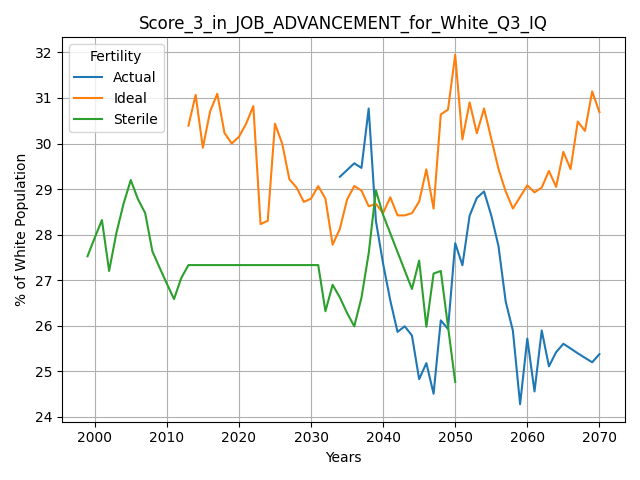 Score_3_in_JOB_ADVANCEMENT_for_White_Q3_IQ
Fertility
Actual
Ideal
Sterile
% of White Population
32
31
30
29
28
27
26
25
24
2000 2010 2020 2030 2040 2050 2060 2070
Years